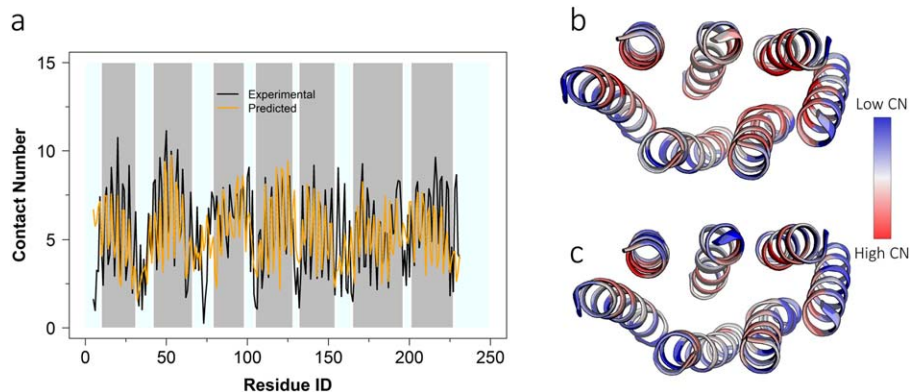 a
15
10
5
0
Contact Number
Experimental
Predicted
0
50
100
150
200
250
Residue ID
b
Low CN
High CN
c